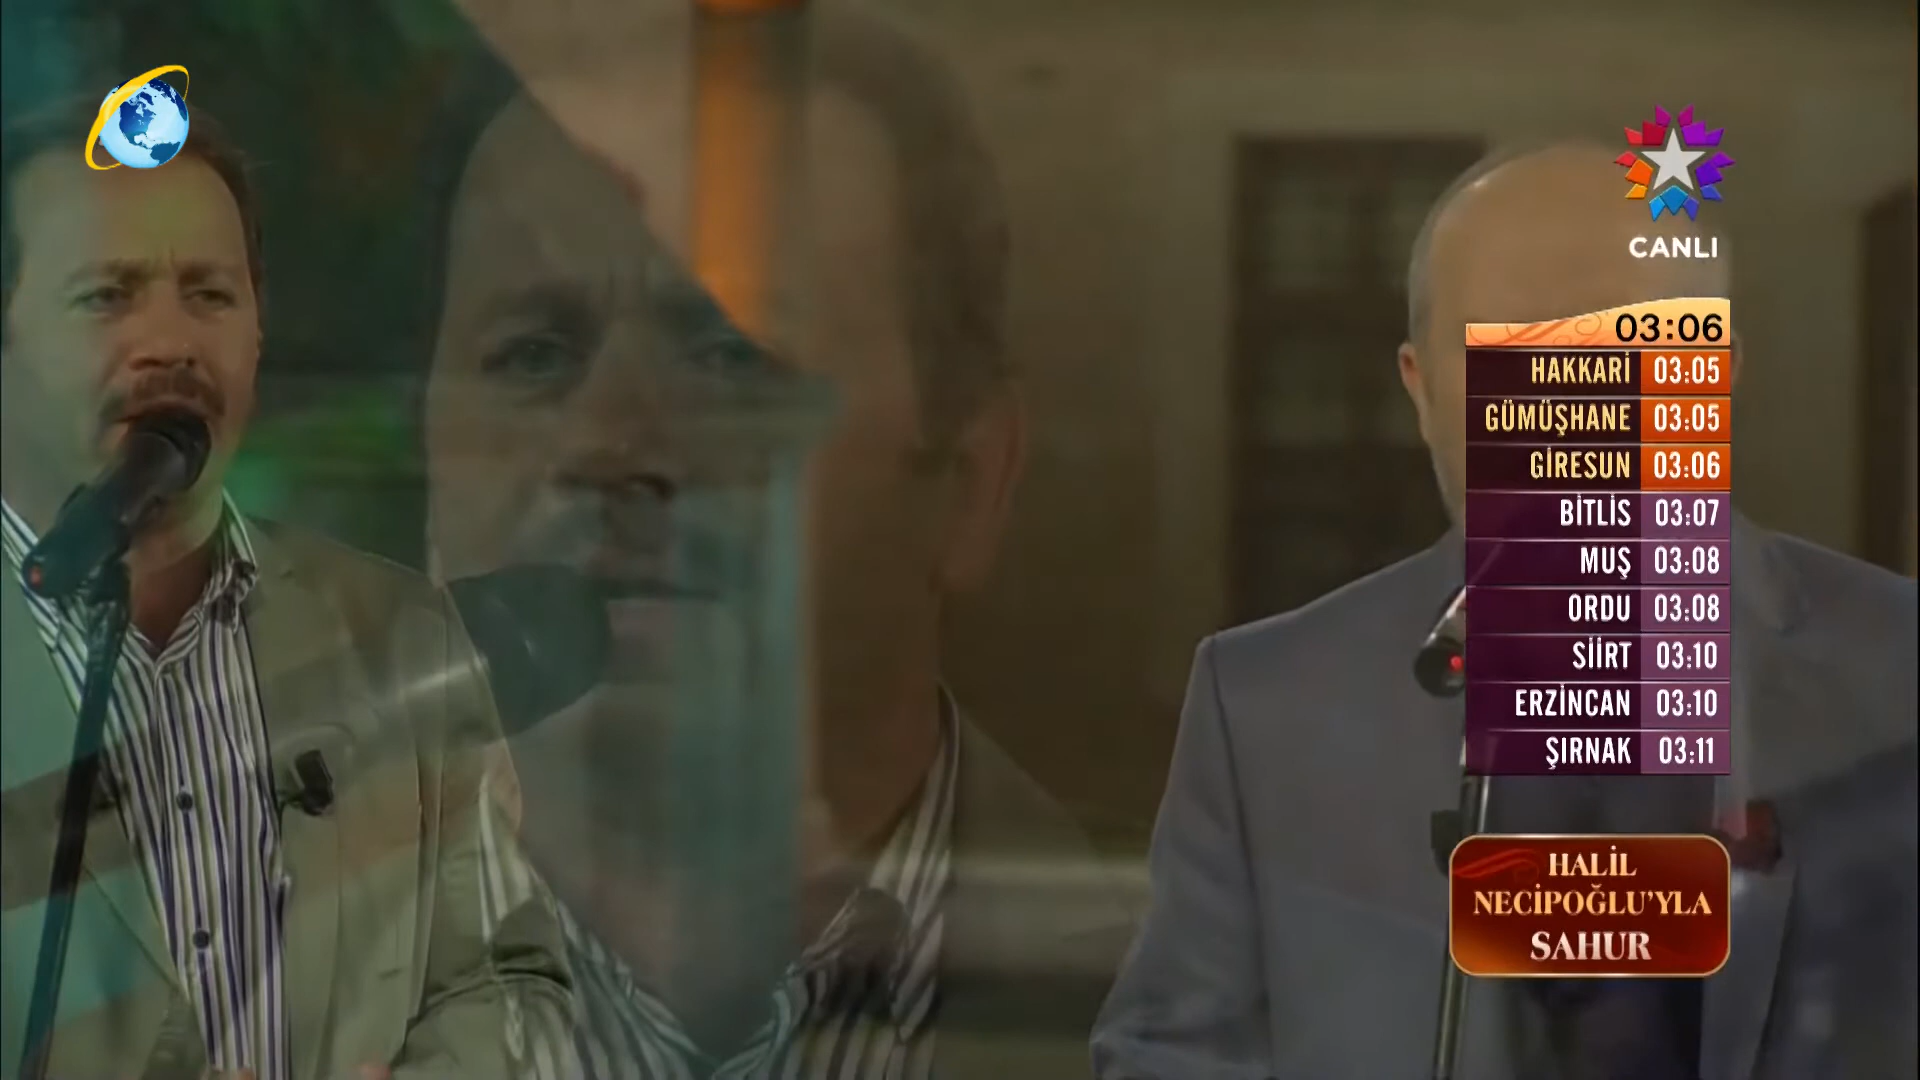 CANLI
03:06
HAKKARİ 03:05
GÜMÜŞHANE 03:05
GİRESUN 03:06
BİTLİS 03:07
MUŞ 03:08
ORDU 03:08
SİİRT 03:10
ERZİNCAN 03:10
ŞIRNAK 03:11
HALİL
NECİPOĞLU'YLA
SAHUR